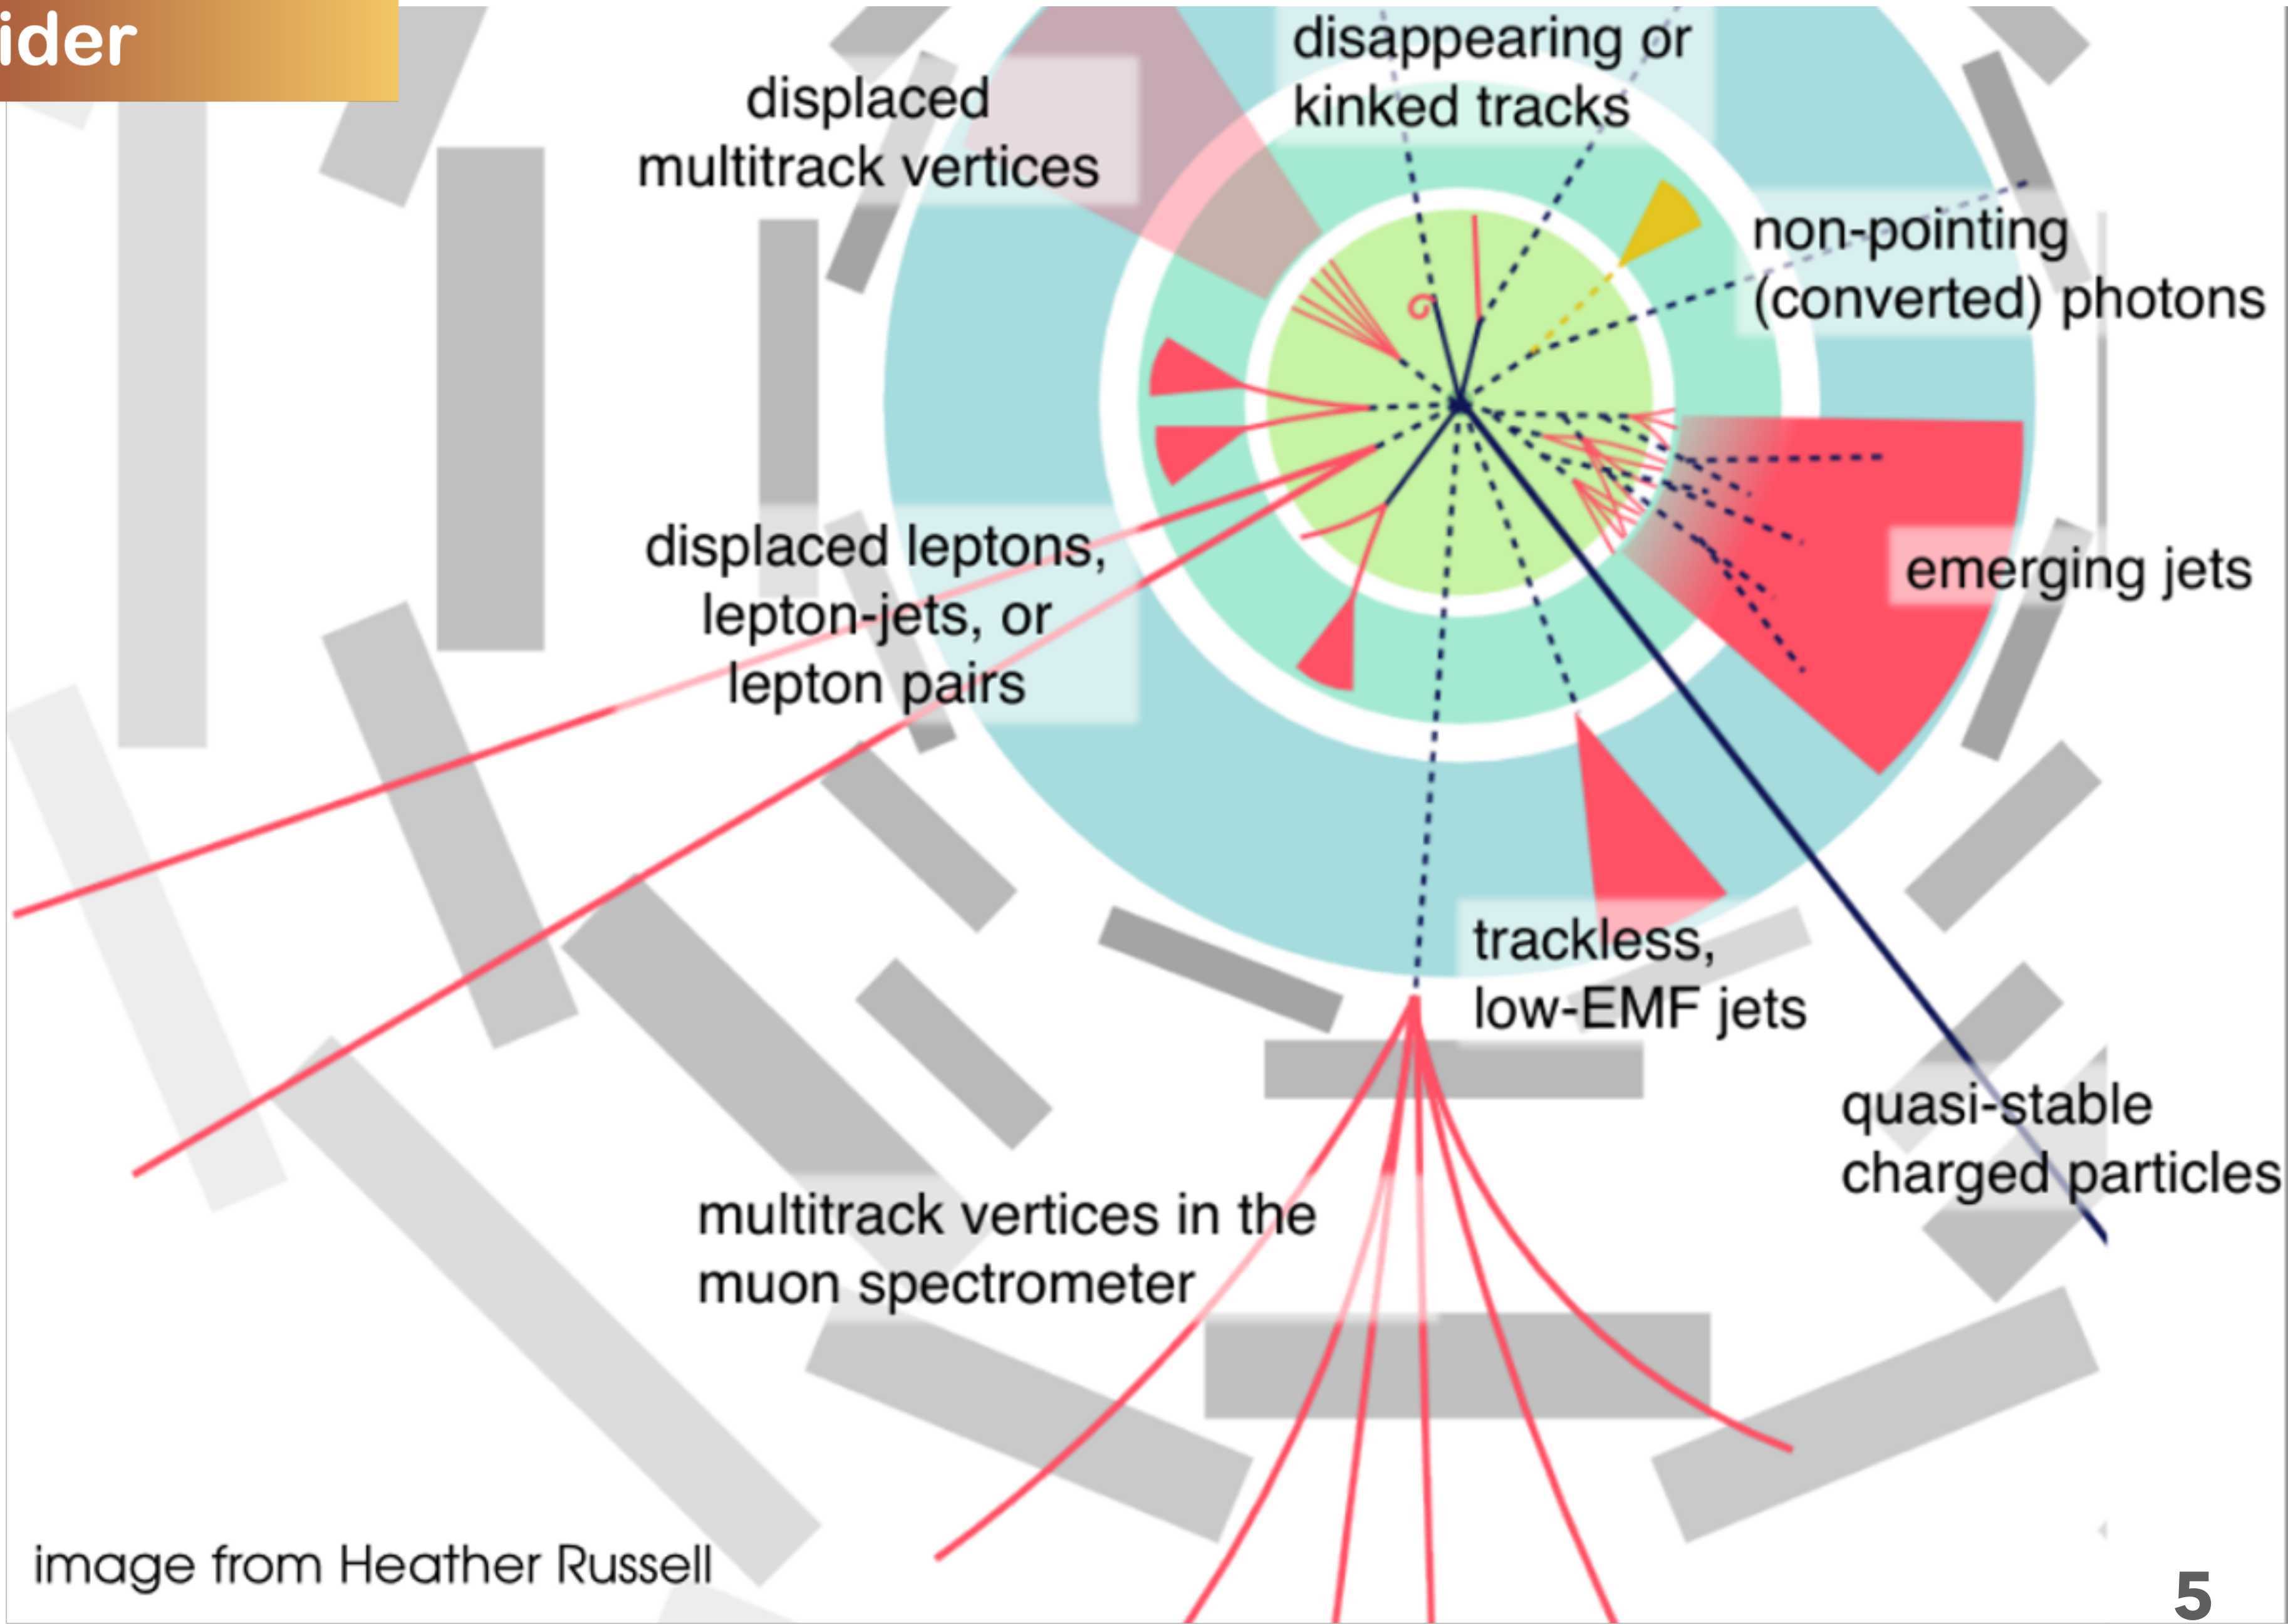 ider
disappearing or
kinked tracks
displaced
multitrack vertices
non-pointing
(converted) photons
displaced leptons,
lepton-jets, or
lepton pairs
emerging jets
trackless,
low-EMF jets
quasi-stable
charged particles
multitrack vertices in the
muon spectrometer
image from Heather Russell
5